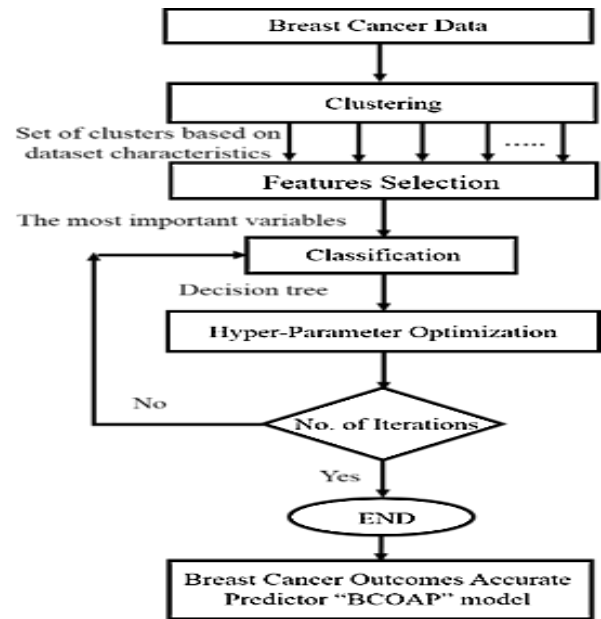 Breast Cancer Data
Clustering
Set of clusters based on
dataset characteristics
.....
Features Selection
The most important variables
Classification
Decision tree
Hyper-Parameter Optimization
No
No. of Iterations
Yes
END
Breast Cancer Outcomes Accurate
Predictor “BCOAP” model